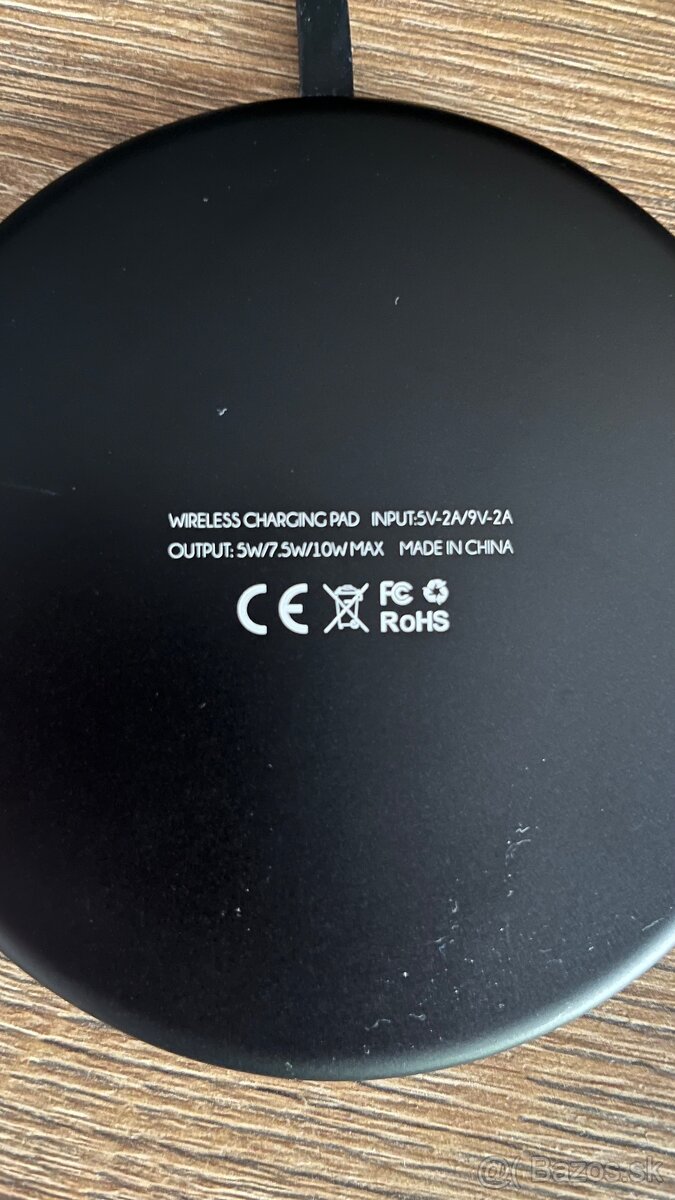 WIRELESS CHARGING PAD INPUT:5V-2A/9V-2A
OUTPUT: 5W/7.5W/10W MAX MADE IN CHINA
CE FC
RoHS
@Bazos.sk